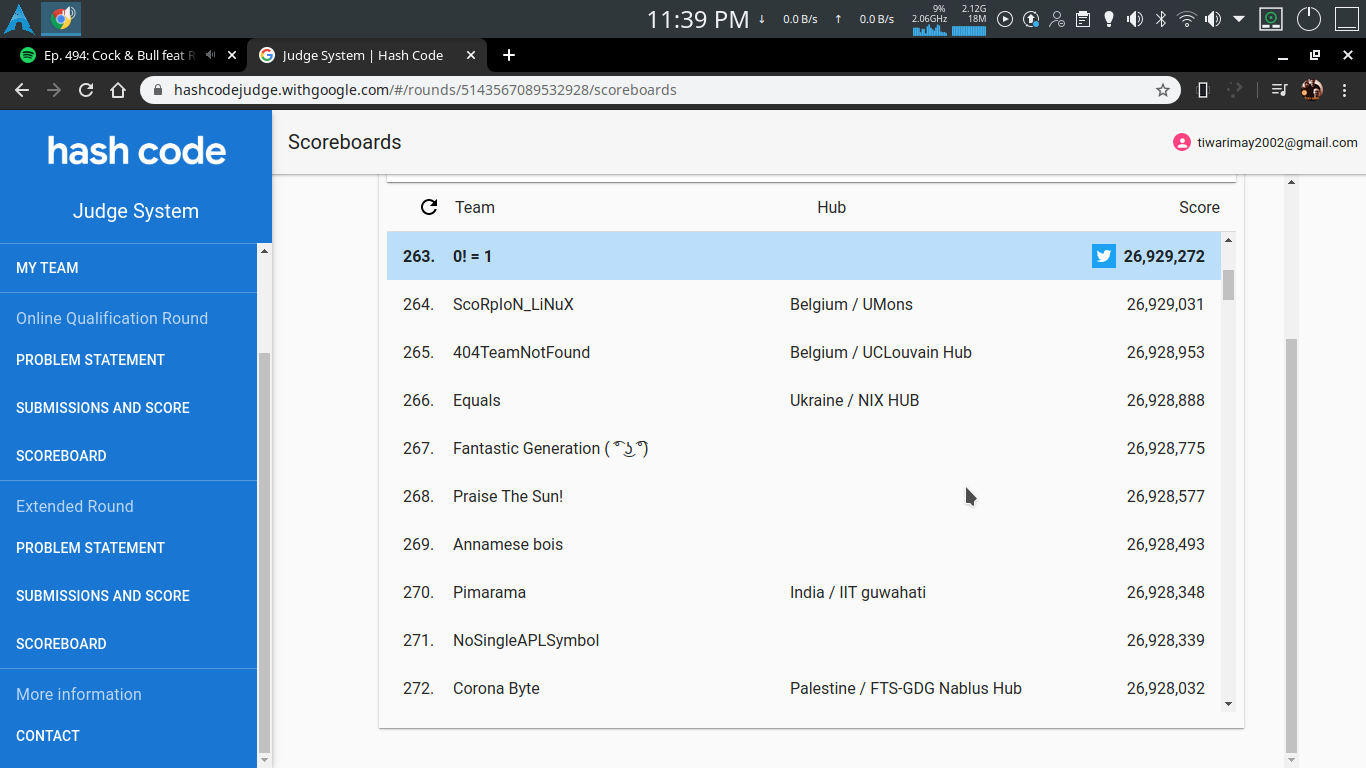 11:39 PM ↓ 0.0 B/s ↑ 0.0 B/s 9% 2.06GHz 2.12G 18M
Ep. 494: Cock & Bull feat
Judge System | Hash Code
hashcodejudge.withgoogle.com/#/rounds/5143567089532928/scoreboards
hash code
Judge System
MY TEAM
Online Qualification Round
PROBLEM STATEMENT
SUBMISSIONS AND SCORE
SCOREBOARD
Extended Round
PROBLEM STATEMENT
SUBMISSIONS AND SCORE
SCOREBOARD
More information
CONTACT
Scoreboards
tiwarimay2002@gmail.com
Team Hub Score
263. 0! = 1 26,929,272
264. ScoRpIoN_LiNuX Belgium / UMons 26,929,031
265. 404TeamNotFound Belgium / UCLouvain Hub 26,928,953
266. Equals Ukraine / NIX HUB 26,928,888
267. Fantastic Generation ( ͡° ͜ʖ ͡°) 26,928,775
268. Praise The Sun! 26,928,577
269. Annamese bois 26,928,493
270. Pimarama India / IIT guwahati 26,928,348
271. NoSingleAPLSymbol 26,928,339
272. Corona Byte Palestine / FTS-GDG Nablus Hub 26,928,032